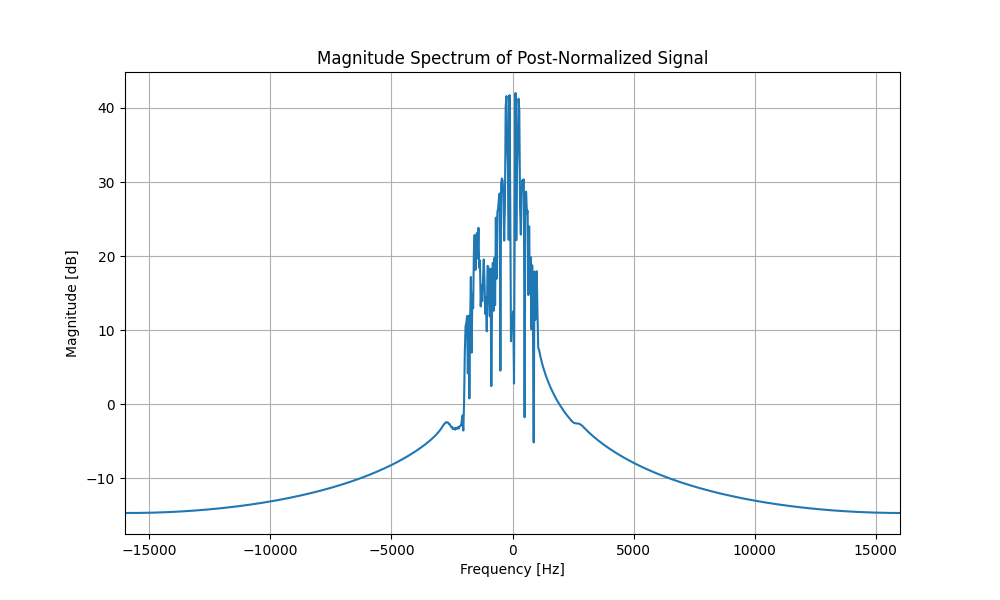 Magnitude Spectrum of Post-Normalized Signal
40
30
20
10
0
−10
Magnitude [dB]
−15000 −10000 −5000 0 5000 10000 15000
Frequency [Hz]